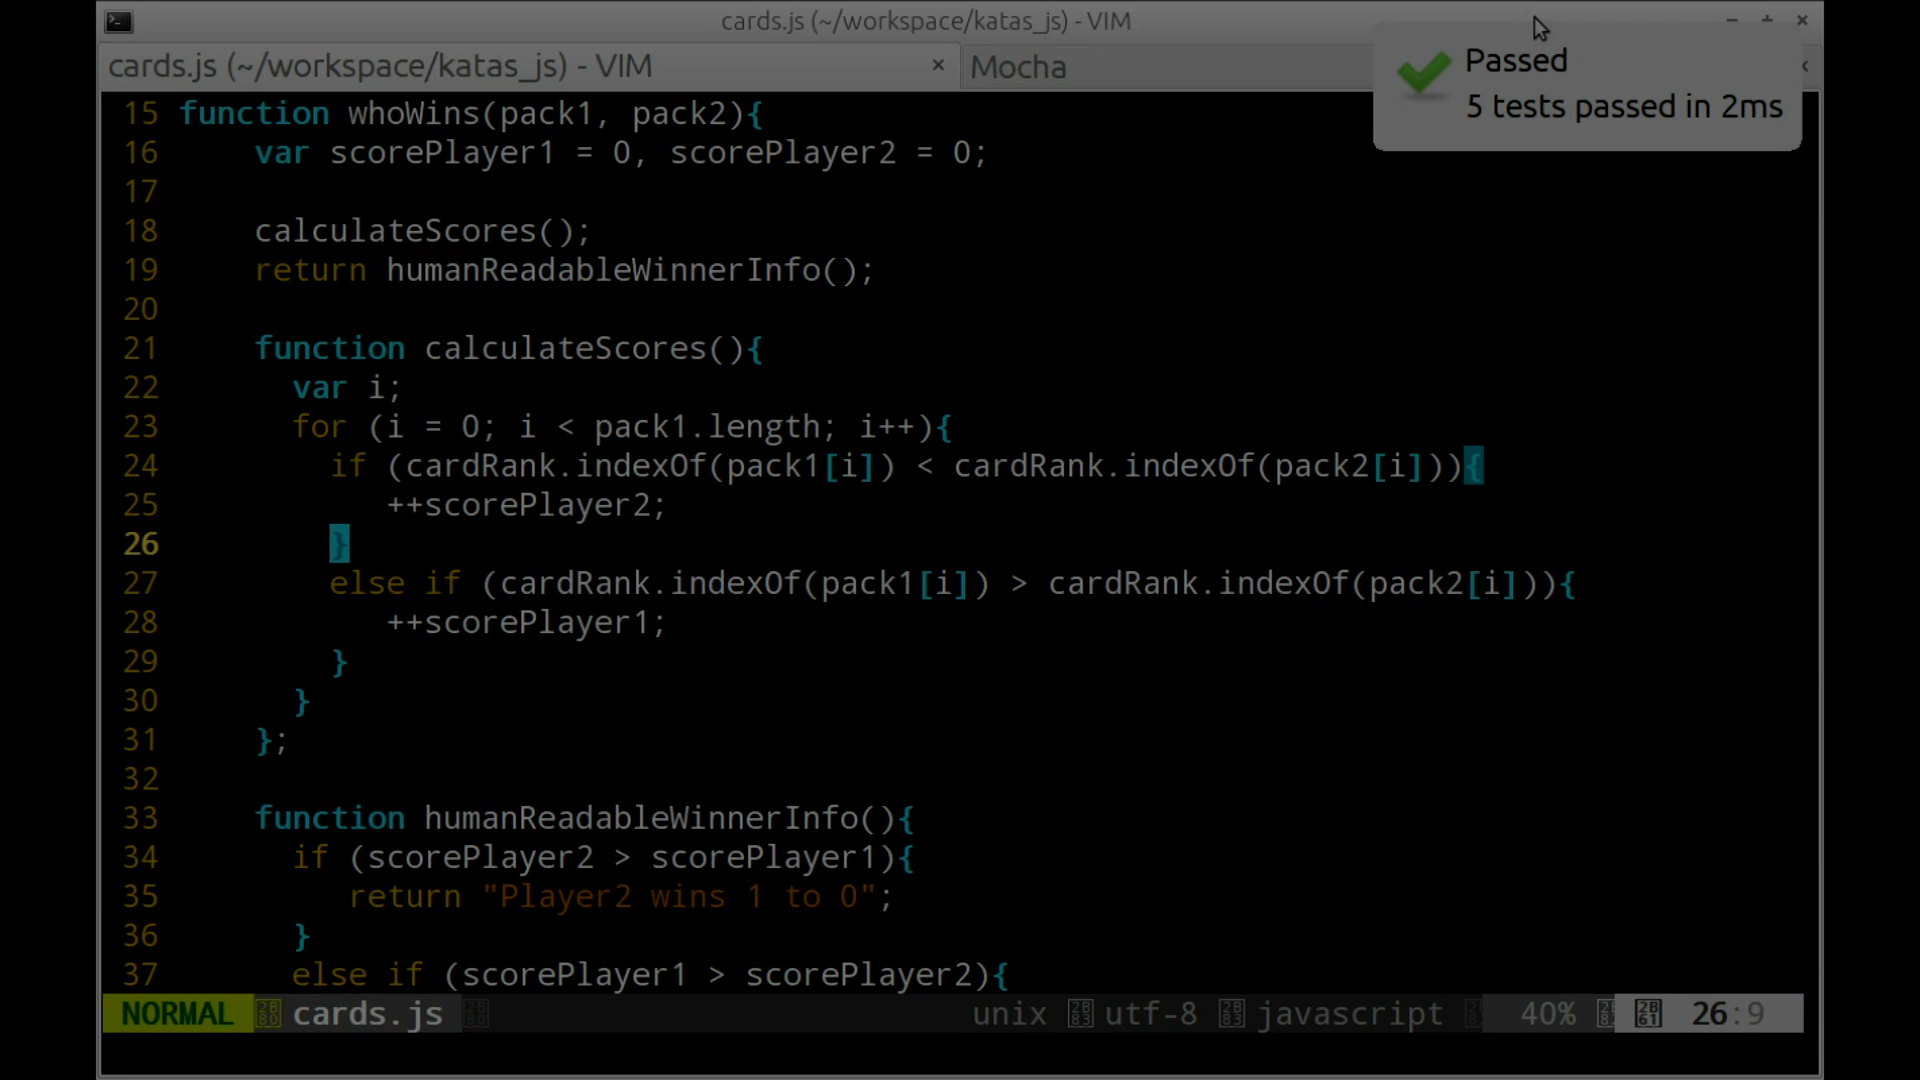 cards.js (~/workspace/katas_js) - VIM
cards.js (~/workspace/katas_js) - VIM
Mocha
Passed
5 tests passed in 2ms
15 function whoWins(pack1, pack2){
16     var scorePlayer1 = 0, scorePlayer2 = 0;
17
18     calculateScores();
19     return humanReadableWinnerInfo();
20
21     function calculateScores(){
22       var i;
23       for (i = 0; i < pack1.length; i++){
24         if (cardRank.indexOf(pack1[i]) < cardRank.indexOf(pack2[i])){
25            ++scorePlayer2;
26         }
27         else if (cardRank.indexOf(pack1[i]) > cardRank.indexOf(pack2[i])){
28            ++scorePlayer1;
29         }
30       }
31     };
32
33     function humanReadableWinnerInfo(){
34       if (scorePlayer2 > scorePlayer1){
35          return "Player2 wins 1 to 0";
36       }
37       else if (scorePlayer1 > scorePlayer2){
NORMAL cards.js unix utf-8 javascript 40% 26:9